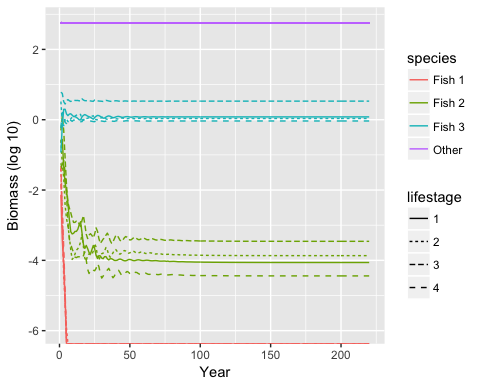 2
0
-2
-4
-6
0
50
100
150
200
Year
Biomass (log 10)
species
Fish 1
Fish 2
Fish 3
Other
lifestage
1
2
3
4